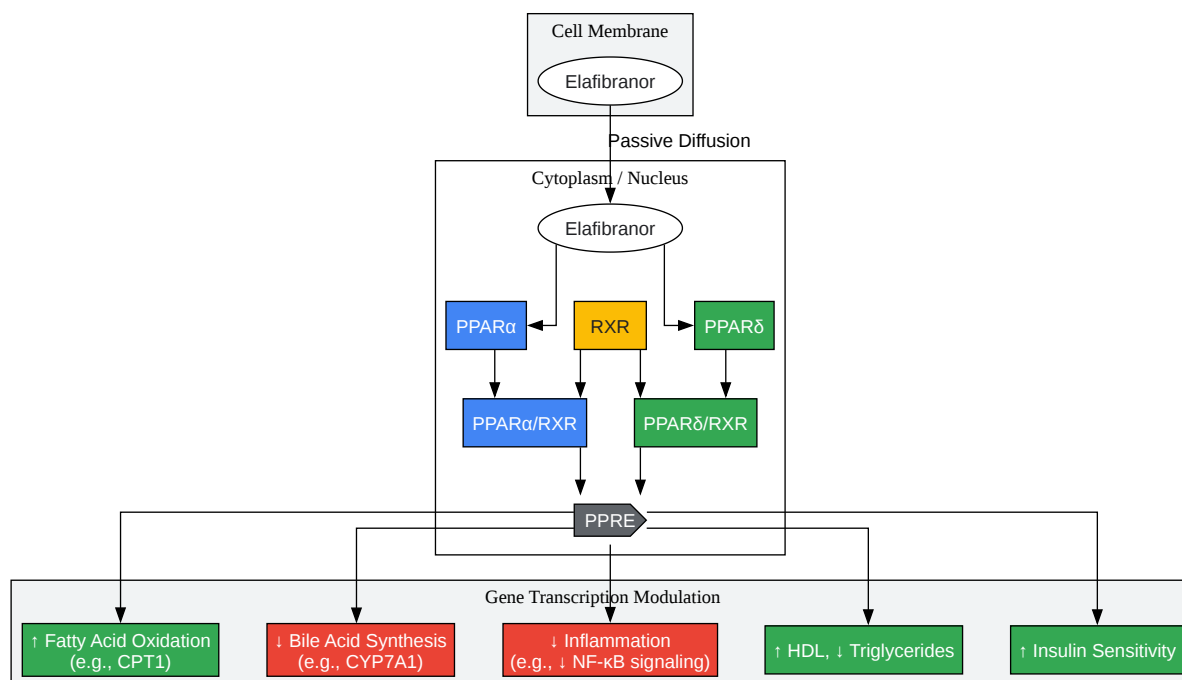 Cell Membrane
Elafibranor
Passive Diffusion
Cytoplasm / Nucleus
Elafibranor
PPARα
RXR
PPARδ
PPARα/RXR
PPARδ/RXR
PPRE
Gene Transcription Modulation
↑ Fatty Acid Oxidation
(e.g., CPT1)
↓ Bile Acid Synthesis
(e.g., CYP7A1)
↓ Inflammation
(e.g., ↓ NF-κB signaling)
↑ HDL, ↓ Triglycerides
↑ Insulin Sensitivity